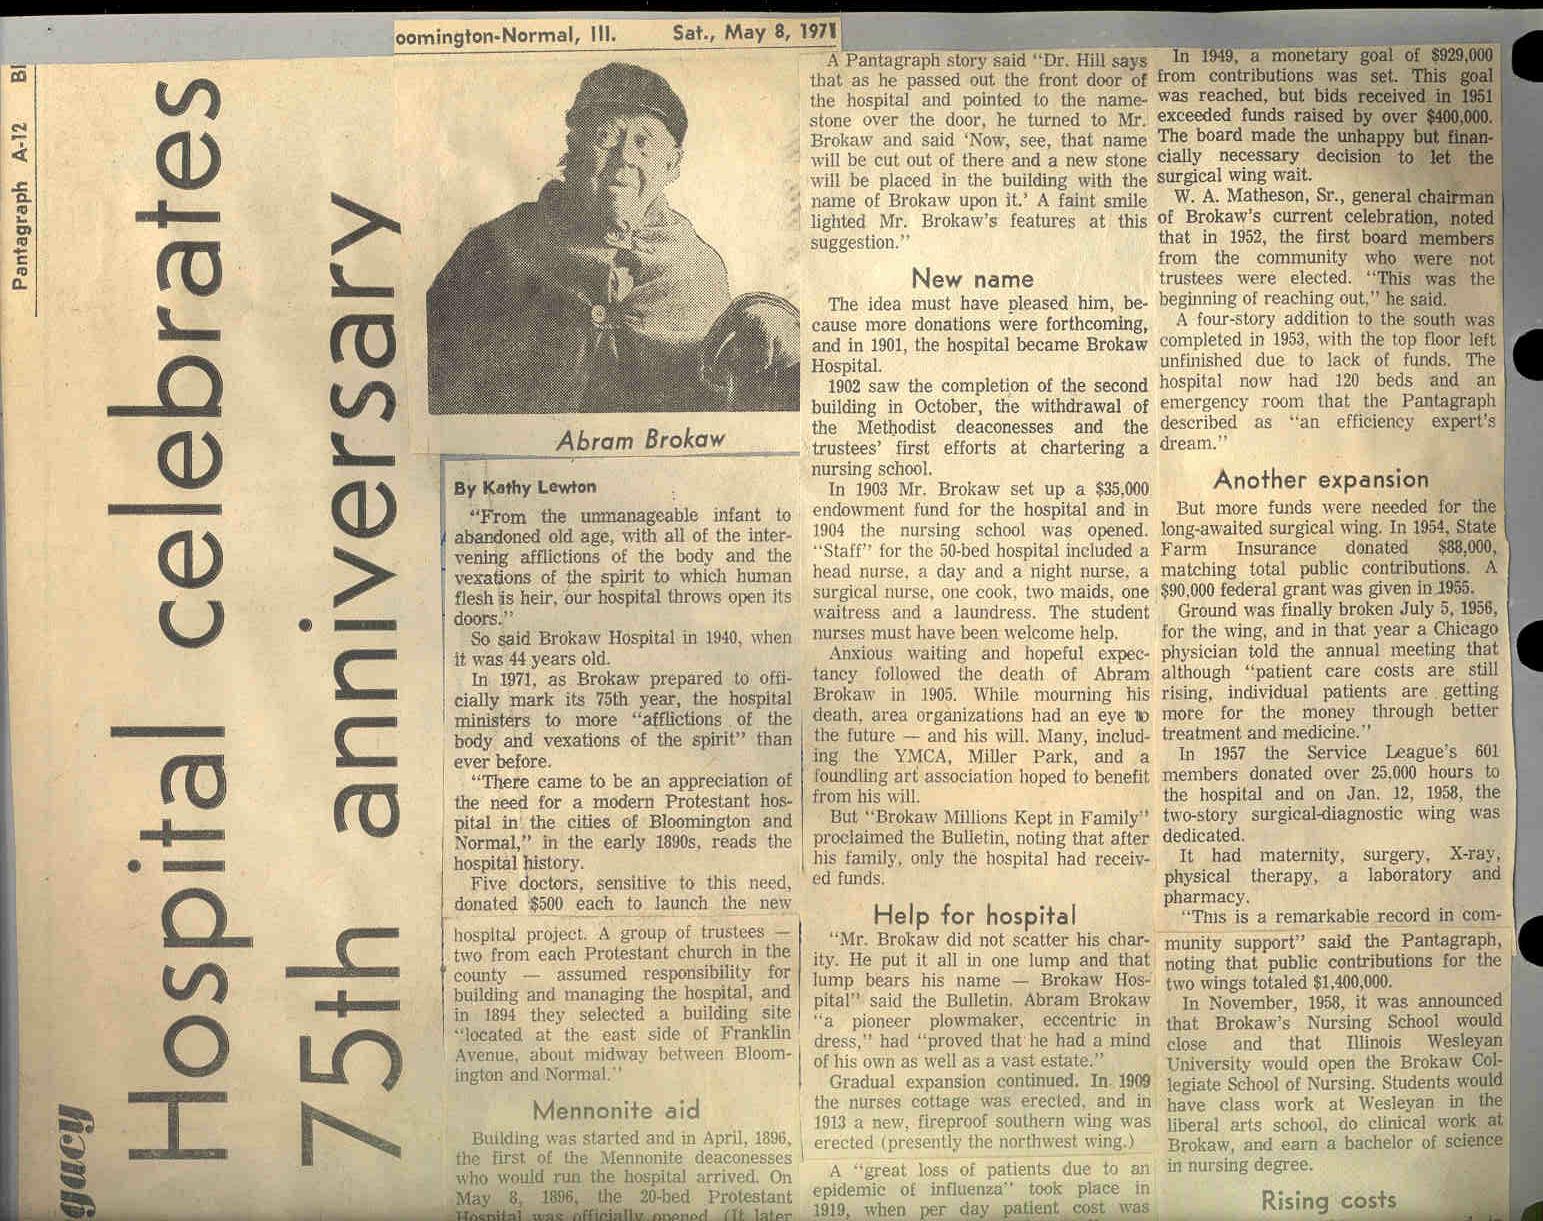 oomington-Normal, Ill. Sat., May 8, 1971
Pantagraph A-12
gacy
Hospital celebrates
75th anniversary
Abram Brokaw
By Kathy Lewton
"From the unmanageable infant to
abandoned old age, with all of the inter-
vening afflictions of the body and the
vexations of the spirit to which human
flesh is heir, our hospital throws open its
doors."
So said Brokaw Hospital in 1940, when
it was 44 years old.
In 1971, as Brokaw prepared to offi-
cially mark its 75th year, the hospital
ministers to more "afflictions of the
body and vexations of the spirit" than
ever before.
"There came to be an appreciation of
the need for a modern Protestant hos-
pital in the cities of Bloomington and
Normal," in the early 1890s, reads the
hospital history.
Five doctors, sensitive to this need,
donated $500 each to launch the new
hospital project. A group of trustees —
two from each Protestant church in the
county — assumed responsibility for
building and managing the hospital, and
in 1894 they selected a building site
"located at the east side of Franklin
Avenue, about midway between Bloom-
ington and Normal."
Mennonite aid
Building was started and in April, 1896,
the first of the Mennonite deaconesses
who would run the hospital arrived. On
May 8, 1896, the 20-bed Protestant
Hospital was officially opened. (It later
A Pantagraph story said "Dr. Hill says
that as he passed out the front door of
the hospital and pointed to the name-
stone over the door, he turned to Mr.
Brokaw and said 'Now, see, that name
will be cut out of there and a new stone
will be placed in the building with the
name of Brokaw upon it.' A faint smile
lighted Mr. Brokaw's features at this
suggestion."
New name
The idea must have pleased him, be-
cause more donations were forthcoming,
and in 1901, the hospital became Brokaw
Hospital.
1902 saw the completion of the second
building in October, the withdrawal of
the Methodist deaconesses and the
trustees' first efforts at chartering a
nursing school.
In 1903 Mr. Brokaw set up a $35,000
endowment fund for the hospital and in
1904 the nursing school was opened.
"Staff" for the 50-bed hospital included a
head nurse, a day and a night nurse, a
surgical nurse, one cook, two maids, one
waitress and a laundress. The student
nurses must have been welcome help.
Anxious waiting and hopeful expec-
tancy followed the death of Abram
Brokaw in 1905. While mourning his
death, area organizations had an eye to
the future — and his will. Many, includ-
ing the YMCA, Miller Park, and a
foundling art association hoped to benefit
from his will.
But "Brokaw Millions Kept in Family"
proclaimed the Bulletin, noting that after
his family, only the hospital had receiv-
ed funds.
Help for hospital
"Mr. Brokaw did not scatter his char-
ity. He put it all in one lump and that
lump bears his name — Brokaw Hos-
pital" said the Bulletin. Abram Brokaw
"a pioneer plowmaker, eccentric in
dress," had "proved that he had a mind
of his own as well as a vast estate."
Gradual expansion continued. In 1909
the nurses cottage was erected, and in
1913 a new, fireproof southern wing was
erected (presently the northwest wing.)
A "great loss of patients due to an
epidemic of influenza" took place in
1919, when per day patient cost was
In 1949, a monetary goal of $929,000
from contributions was set. This goal
was reached, but bids received in 1951
exceeded funds raised by over $400,000.
The board made the unhappy but finan-
cially necessary decision to let the
surgical wing wait.
W. A. Matheson, Sr., general chairman
of Brokaw's current celebration, noted
that in 1952, the first board members
from the community who were not
trustees were elected. "This was the
beginning of reaching out," he said.
A four-story addition to the south was
completed in 1953, with the top floor left
unfinished due to lack of funds. The
hospital now had 120 beds and an
emergency room that the Pantagraph
described as "an efficiency expert's
dream."
Another expansion
But more funds were needed for the
long-awaited surgical wing. In 1954, State
Farm Insurance donated $88,000,
matching total public contributions. A
$90,000 federal grant was given in 1955.
Ground was finally broken July 5, 1956,
for the wing, and in that year a Chicago
physician told the annual meeting that
although "patient care costs are still
rising, individual patients are getting
more for the money through better
treatment and medicine."
In 1957 the Service League's 601
members donated over 25,000 hours to
the hospital and on Jan. 12, 1958, the
two-story surgical-diagnostic wing was
dedicated.
It had maternity, surgery, X-ray,
physical therapy, a laboratory and
pharmacy.
"This is a remarkable record in com-
munity support" said the Pantagraph,
noting that public contributions for the
two wings totaled $1,400,000.
In November, 1958, it was announced
that Brokaw's Nursing School would
close and that Illinois Wesleyan
University would open the Brokaw Col-
legiate School of Nursing. Students would
have class work at Wesleyan in the
liberal arts school, do clinical work at
Brokaw, and earn a bachelor of science
in nursing degree.
Rising costs